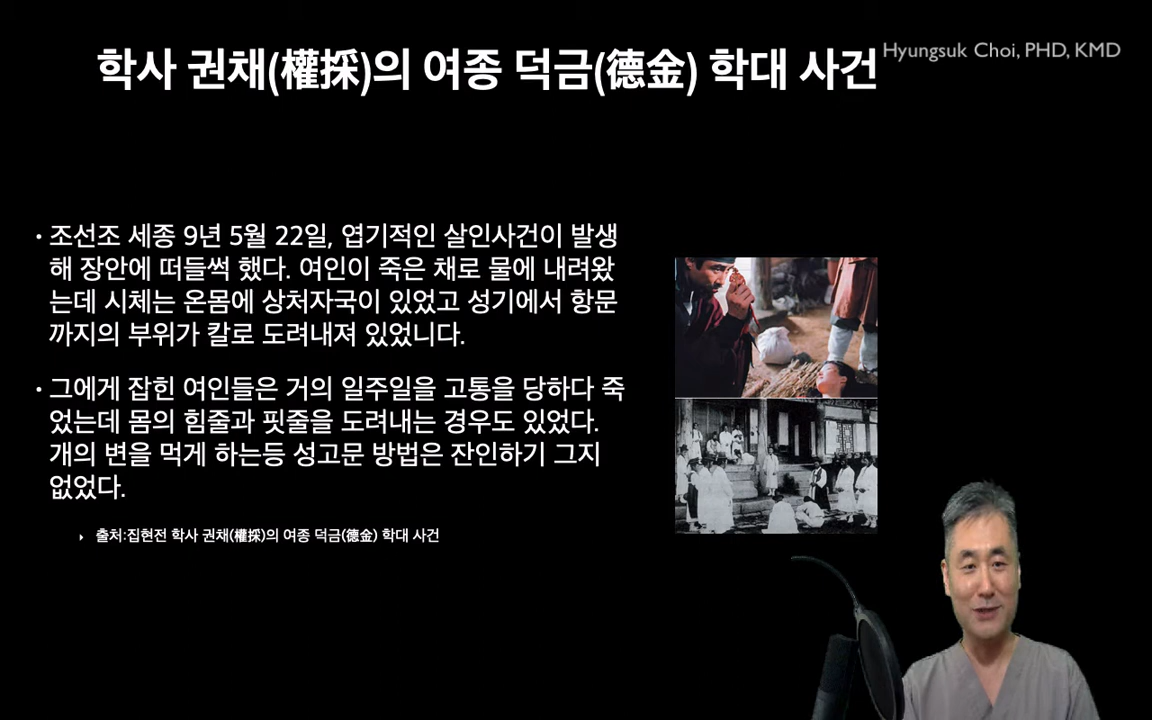 학사 권채(權採)의 여종 덕금(德金) 학대 사건
Hyungsuk Choi, PHD, KMD
• 조선조 세종 9년 5월 22일, 엽기적인 살인사건이 발생
해 장안에 떠들썩 했다. 여인이 죽은 채로 물에 내려왔
는데 시체는 온몸에 상처자국이 있었고 성기에서 항문
까지의 부위가 칼로 도려내져 있었니다.
• 그에게 잡힌 여인들은 거의 일주일을 고통을 당하다 죽
었는데 몸의 힘줄과 핏줄을 도려내는 경우도 있었다.
개의 변을 먹게 하는등 성고문 방법은 잔인하기 그지
없었다.
‣ 출처:집현전 학사 권채(權採)의 여종 덕금(德金) 학대 사건